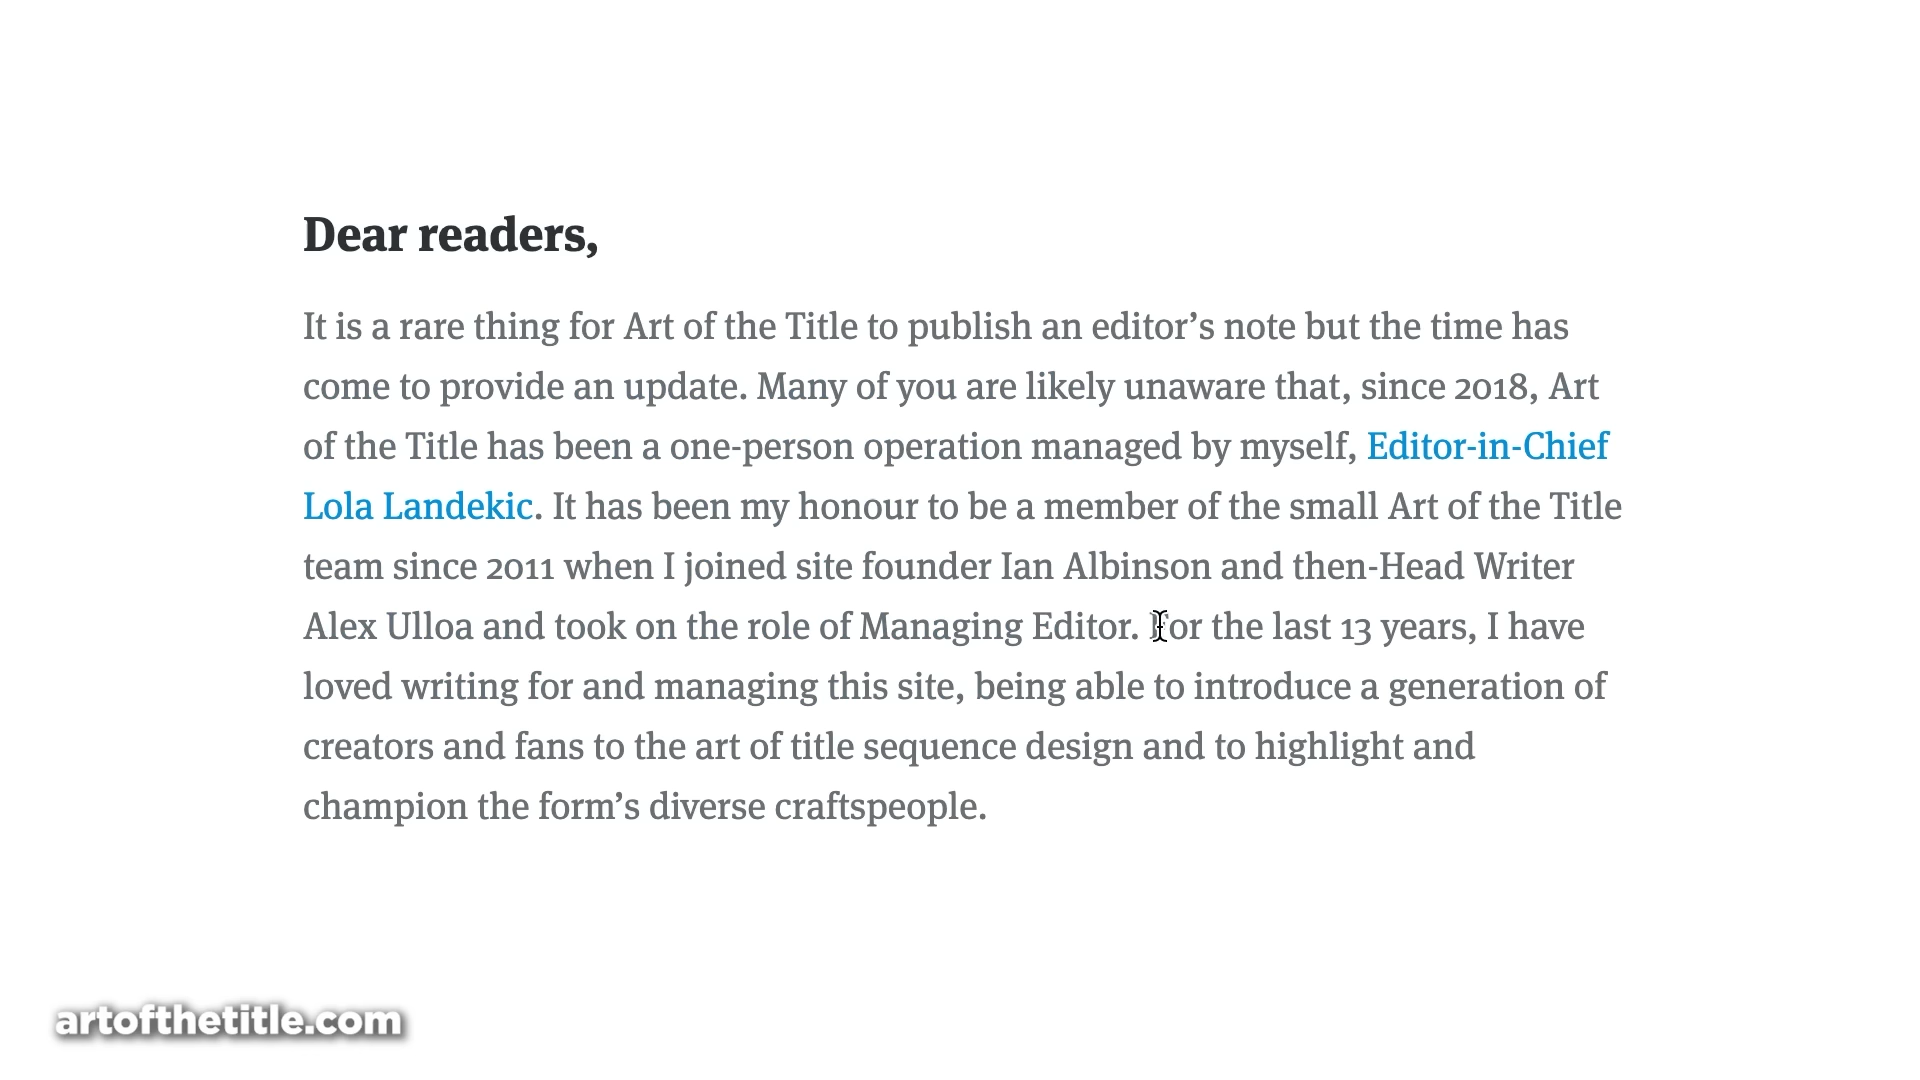 Dear readers,
It is a rare thing for Art of the Title to publish an editor’s note but the time has
come to provide an update. Many of you are likely unaware that, since 2018, Art
of the Title has been a one-person operation managed by myself, Editor-in-Chief
Lola Landekic. It has been my honour to be a member of the small Art of the Title
team since 2011 when I joined site founder Ian Albinson and then-Head Writer
Alex Ulloa and took on the role of Managing Editor. For the last 13 years, I have
loved writing for and managing this site, being able to introduce a generation of
creators and fans to the art of title sequence design and to highlight and
champion the form’s diverse craftspeople.
artofthetitle.com